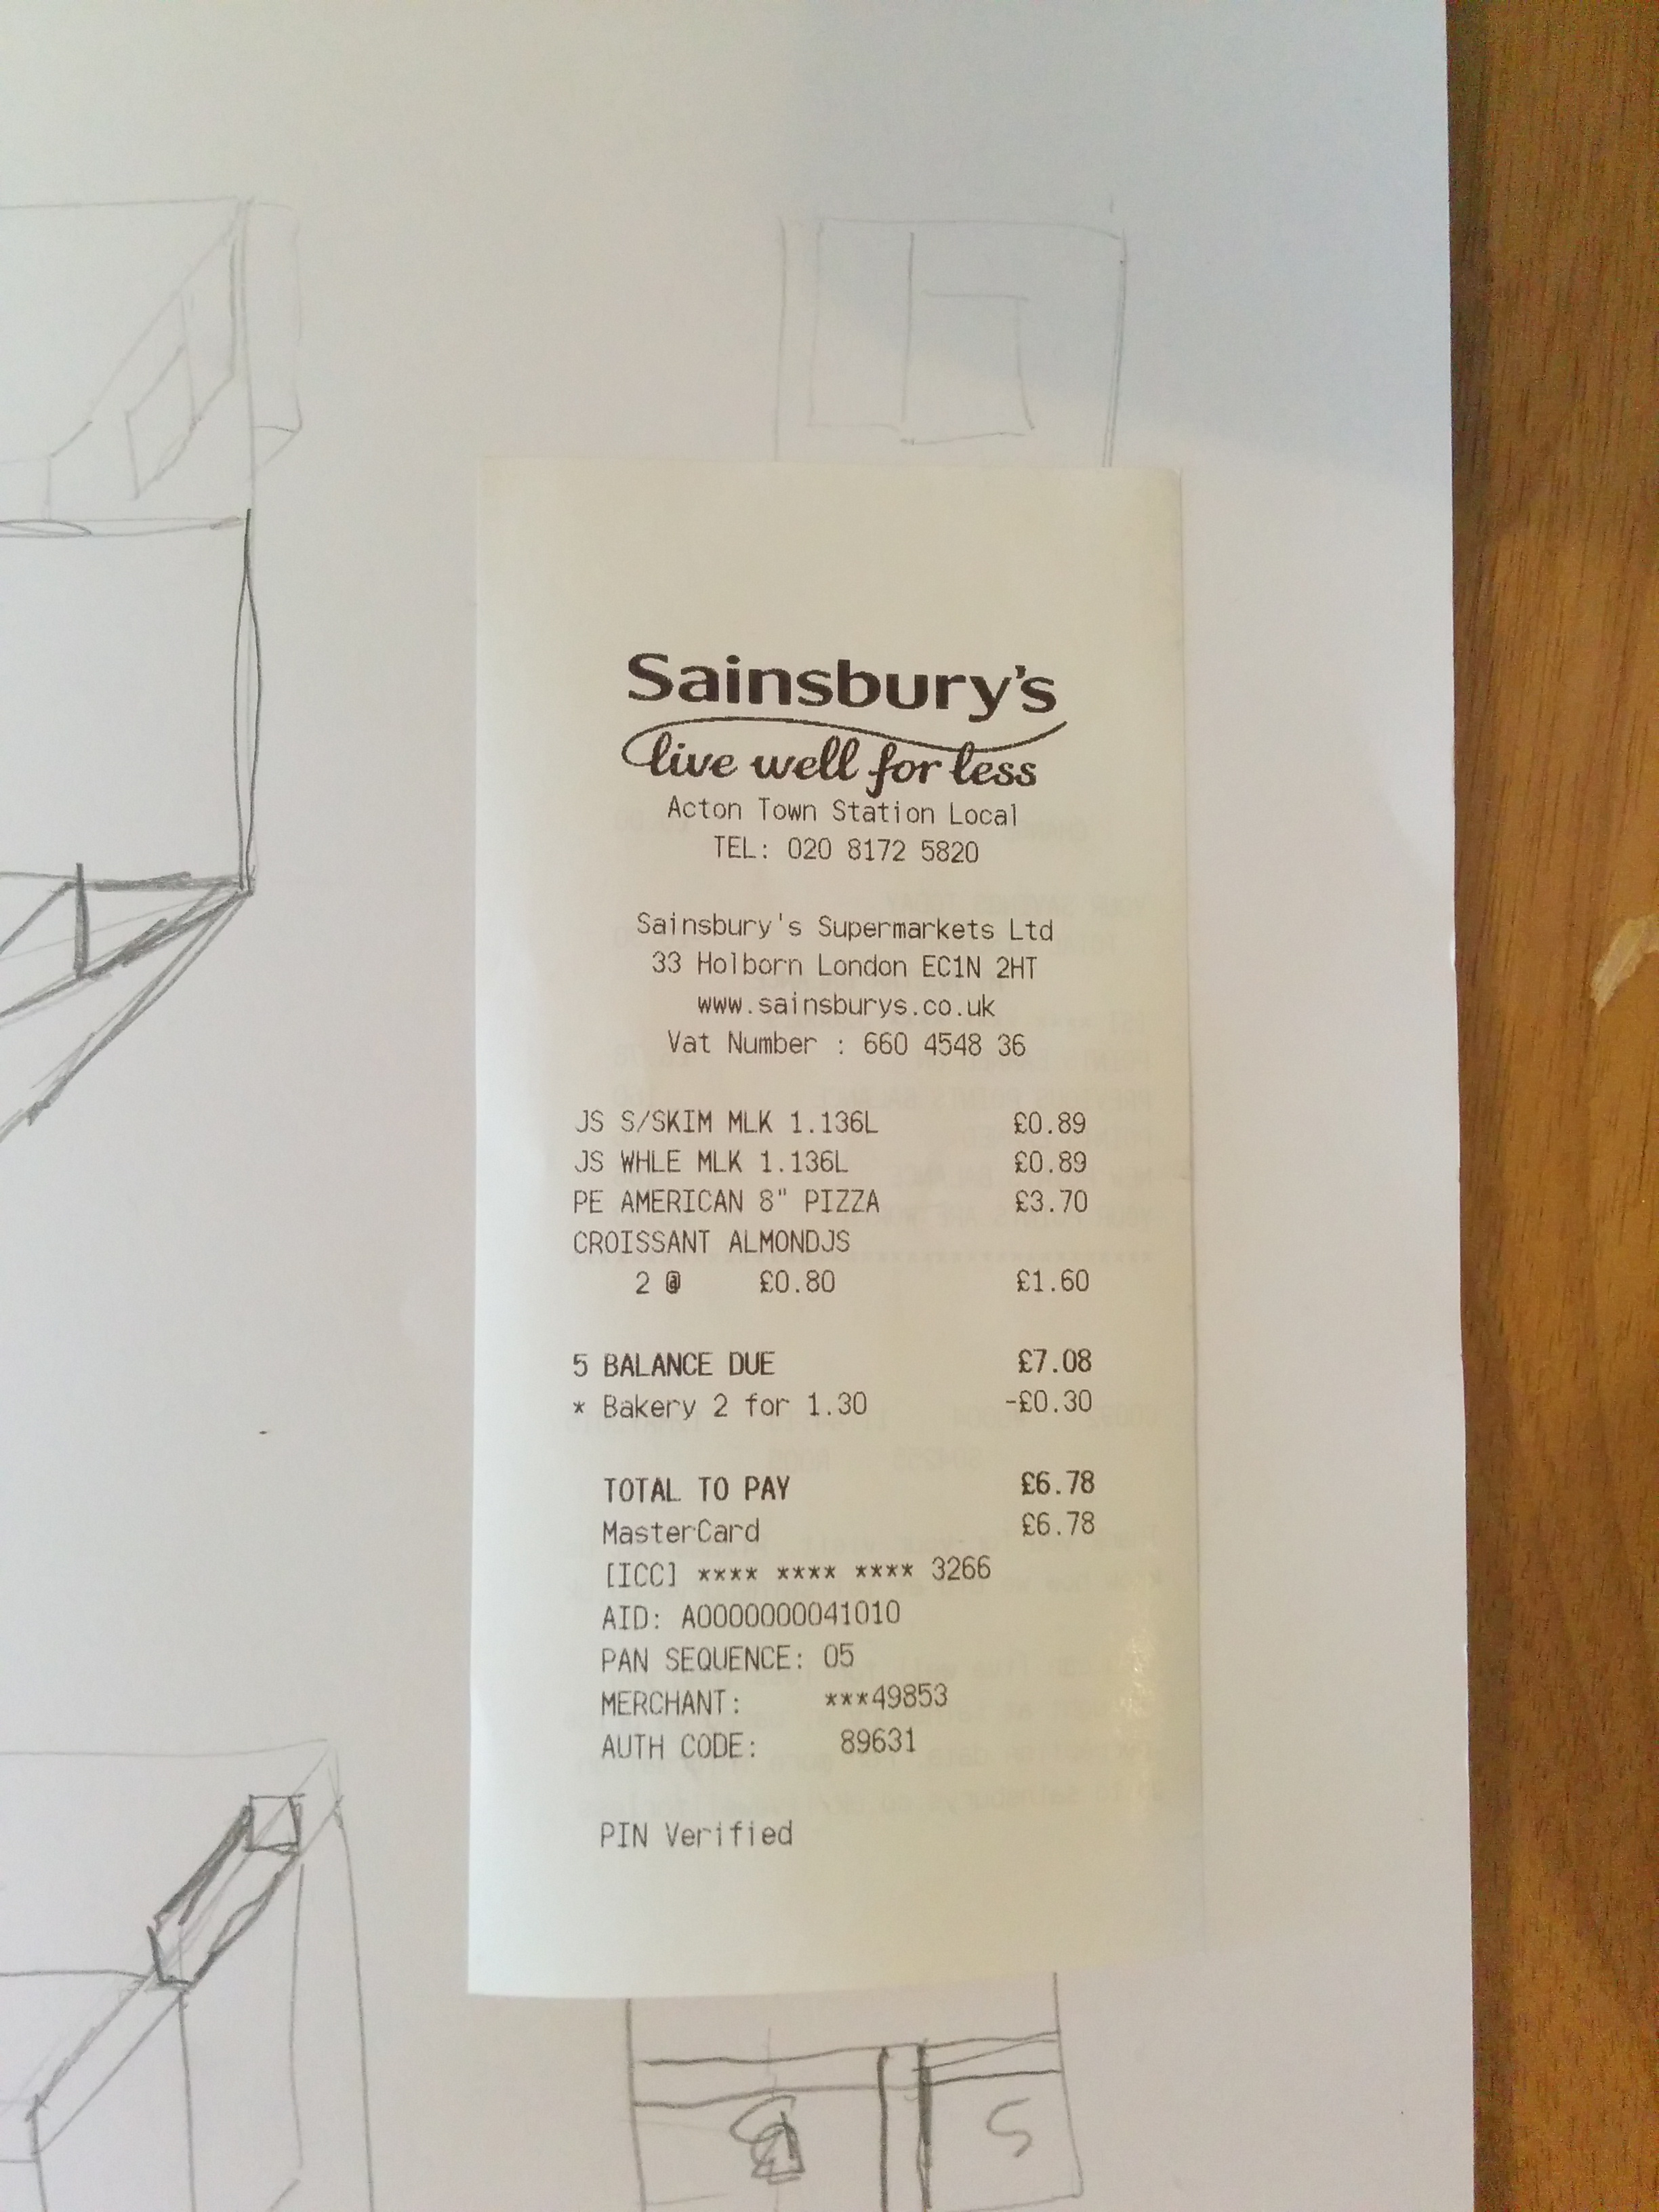 Sainsbury's
live well for less
Acton Town Station Local
TEL: 020 8172 5820
Sainsbury's Supermarkets Ltd
33 Holborn London EC1N 2HT
www.sainsburys.co.uk
Vat Number : 660 4548 36
JS S/SKIM MLK 1.136L £0.89
JS WHLE MLK 1.136L £0.89
PE AMERICAN 8" PIZZA £3.70
CROISSANT ALMONDJS
2 @ £0.80 £1.60
5 BALANCE DUE £7.08
* Bakery 2 for 1.30 -£0.30
TOTAL TO PAY £6.78
MasterCard £6.78
[ICC] **** **** **** 3266
AID: A0000000041010
PAN SEQUENCE: 05
MERCHANT: ***49853
AUTH CODE: 89631
PIN Verified